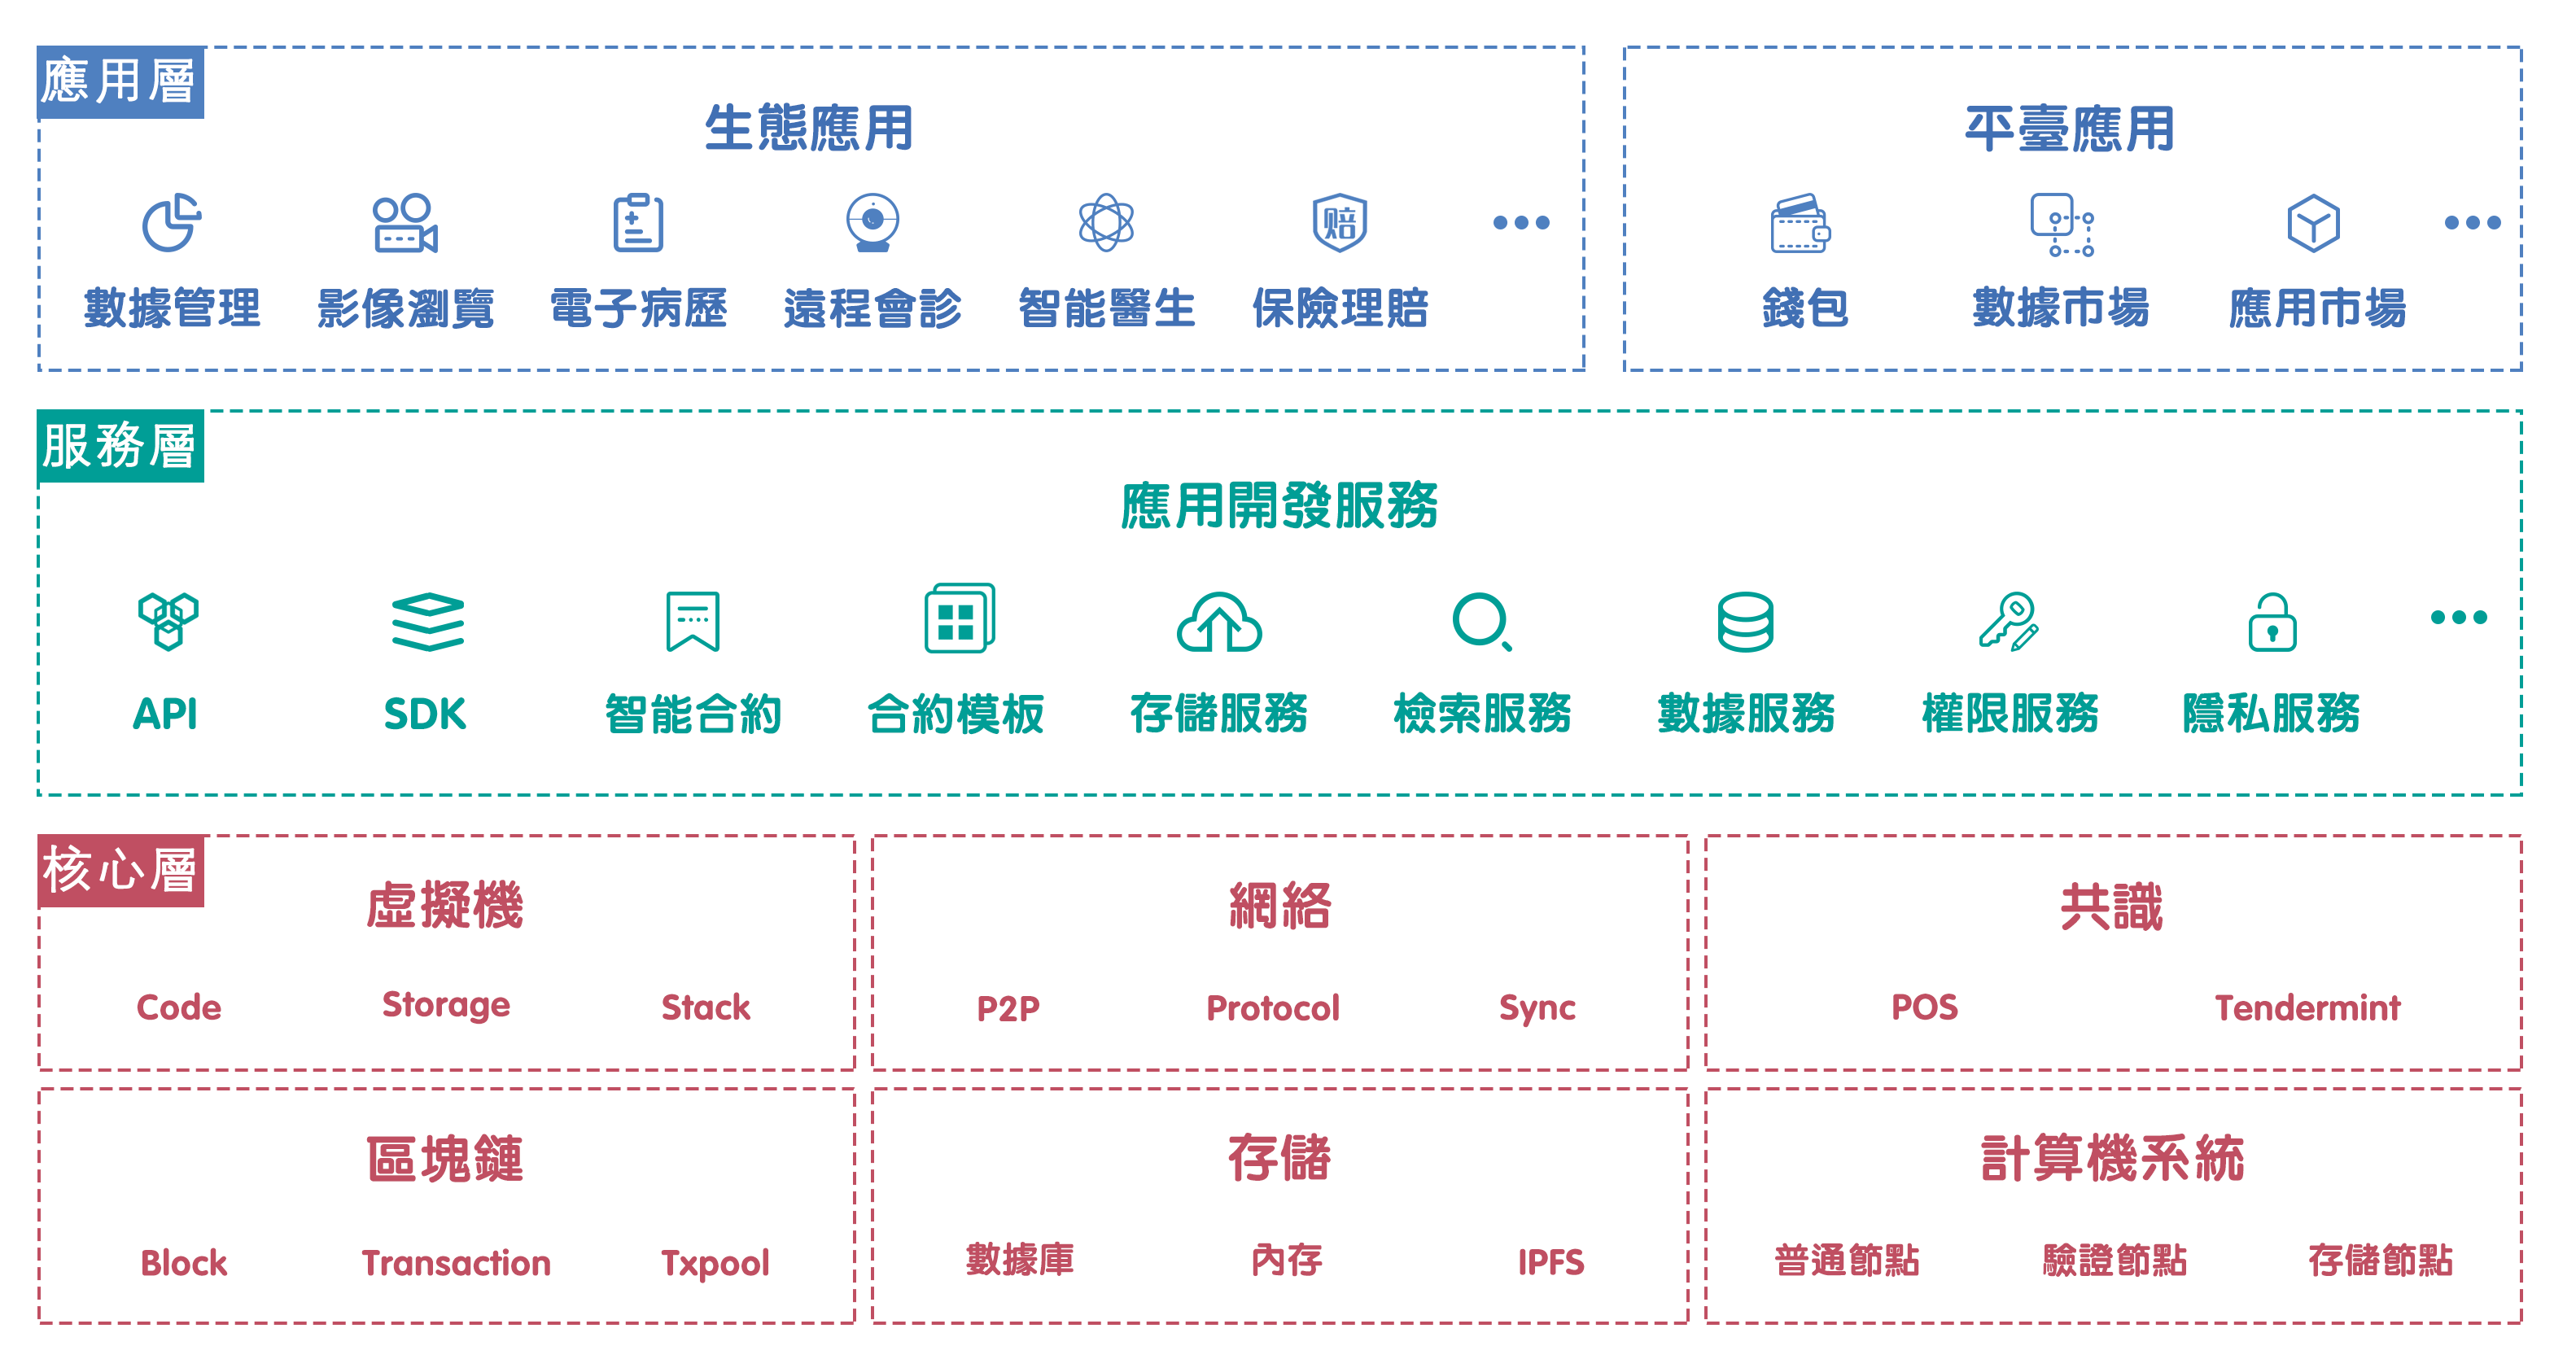 應用層
生態應用
平臺應用
賠
數據管理 影像瀏覽 電子病歷 遠程會診 智能醫生 保險理賠
錢包 數據市場 應用市場
服務層
應用開發服務
API SDK 智能合約 合約模板 存儲服務 檢索服務 數據服務 權限服務 隱私服務
核心層
虛擬機
Code Storage Stack
網絡
P2P Protocol Sync
共識
POS Tendermint
區塊鏈
Block Transaction Txpool
存儲
數據庫 內存 IPFS
計算機系統
普通節點 驗證節點 存儲節點